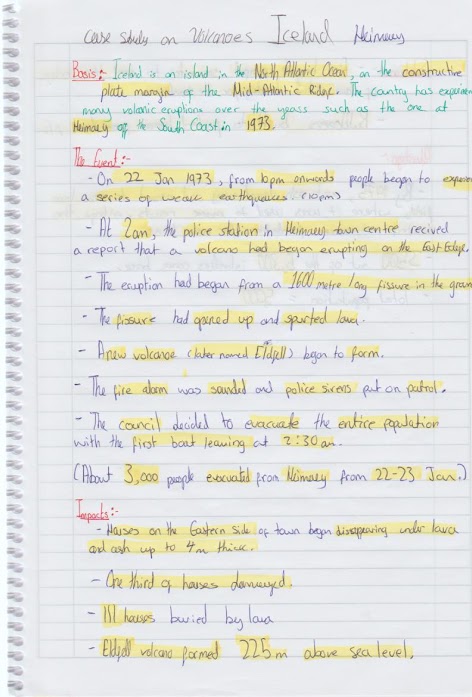 Case study on Volcanoes Iceland Heimaey
Basis:- Iceland is an island in the North Atlantic Ocean, on the constructive
plate margin of the Mid-Atlantic Ridge. The country has experien
many volcanic eruptions over the years such as the one at
Heimaey off the South Coast in 1973.
The Event:-
- On 22 Jan 1973, from 10pm onwards people began to experien
a series of weak earthquakes. (10pm)
- At 2am, the police station in Heimaey town centre recived
a report that a volcano had began erupting on the East Edge.
- The eruption had began from a 1600 metre long fissure in the groun
- The fissure had opened up and spurted lava.
- A new volcano (later named Eldfell) began to form.
- The fire alarm was sounded and police sirens put on patrol.
- The council decided to evacuate the entire population
with the first boat leaving at 2:30am.
(About 3,000 people evacuated from Heimaey from 22-23 Jan.)
Impacts:-
- Houses on the Eastern Side of town began disappearing under lava
and ash up to 4m thick.
- One third of houses destroyed.
- 111 houses buried by lava
- Eldfell volcano formed 225m above sea level.